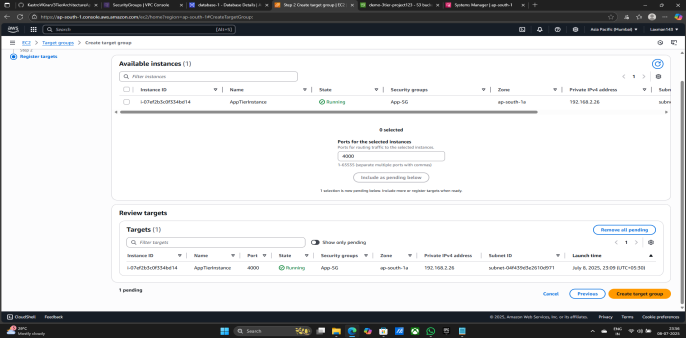 KastroVKiran/3TierArchitectureA
SecurityGroups | VPC Console
database-1 - Database Details |
Step 2 Create target group | EC2
demo-3tier-project123 - S3 buck
Systems Manager | ap-south-1
https://ap-south-1.console.aws.amazon.com/ec2/home?region=ap-south-1#CreateTargetGroup:
aws
Search
[Alt+S]
Asia Pacific (Mumbai)
EC2 > Target groups > Create target group
Step 2
Register targets
Available instances (1)
Filter instances
1
Instance ID Name State Security groups Zone Private IPv4 address Subn
i-07ef2b3c0f334bd14 AppTierInstance Running App-SG ap-south-1a 192.168.2.26 subne
0 selected
Ports for the selected instances
Ports for routing traffic to the selected instances.
4000
1-65535 (separate multiple ports with commas)
Include as pending below
1 selection is now pending below. Include more or register targets when ready.
Review targets
Targets (1)
Remove all pending
Filter targets
Show only pending
1
Instance ID Name Port State Security groups Zone Private IPv4 address Subnet ID Launch time
i-07ef2b3c0f334bd14 AppTierInstance 4000 Running App-SG ap-south-1a 192.168.2.26 subnet-04f439d3e2610d971 July 8, 2025, 23:09 (UTC+05:30)
1 pending
Cancel
Previous
Create target group
CloudShell
Feedback
© 2025, Amazon Web Services, Inc. or its affiliates.
Privacy
Terms
Cookie preferences
Mostly cloudy
Search
ENG
IN
23:56
08-07-2025